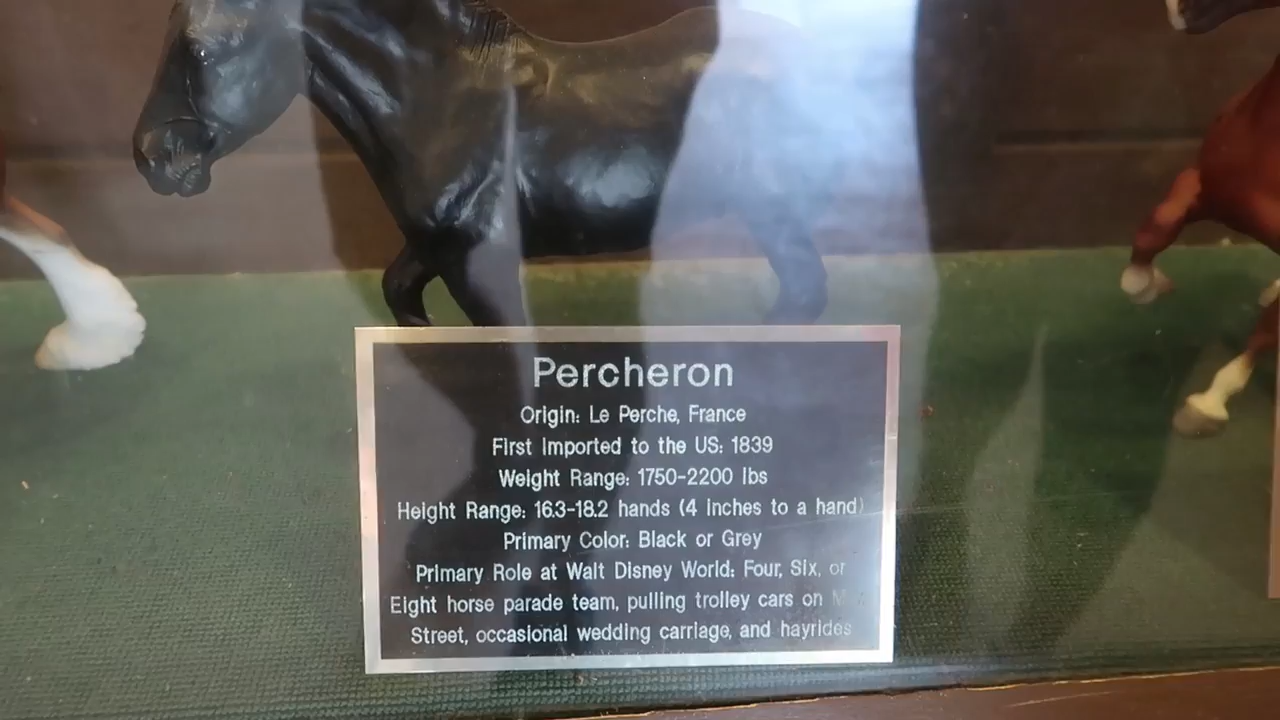 Percheron
Origin: Le Perche, France
First Imported to the US: 1839
Weight Range: 1750-2200 lbs
Height Range: 16.3-18.2 hands (4 inches to a hand)
Primary Color: Black or Grey
Primary Role at Walt Disney World: Four, Six, or
Eight horse parade team, pulling trolley cars on
Street, occasional wedding carriage, and hayrides